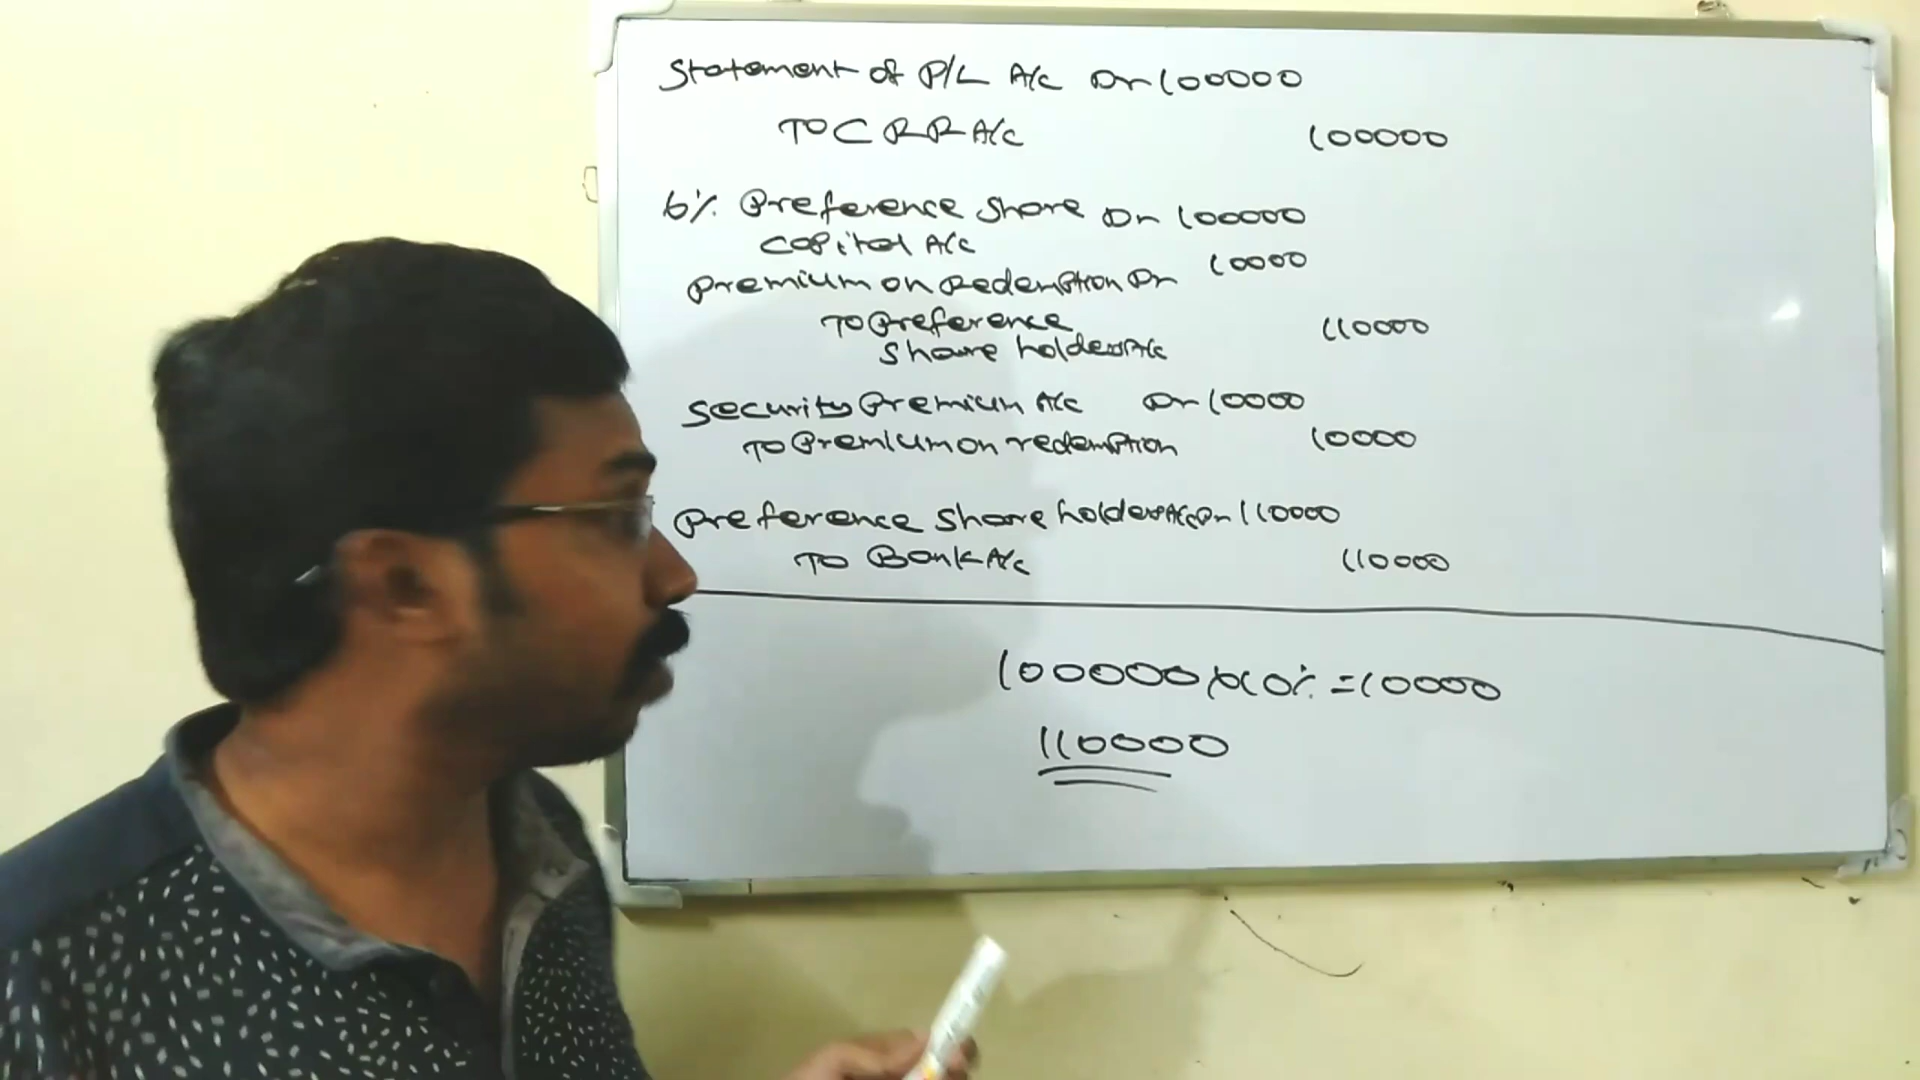 Statement of P/L A/c Dr 100000
To C R R A/c 100000
6% Preference Share Dr 100000
Capital A/c
Premium on Redemption Dr 10000
To Preference 110000
Share holders A/c
Security Premium A/c Dr 10000
To Premium on redemption 10000
Preference Share holders A/c Dr 110000
To Bank A/c 110000
100000 x 10% = 10000
110000